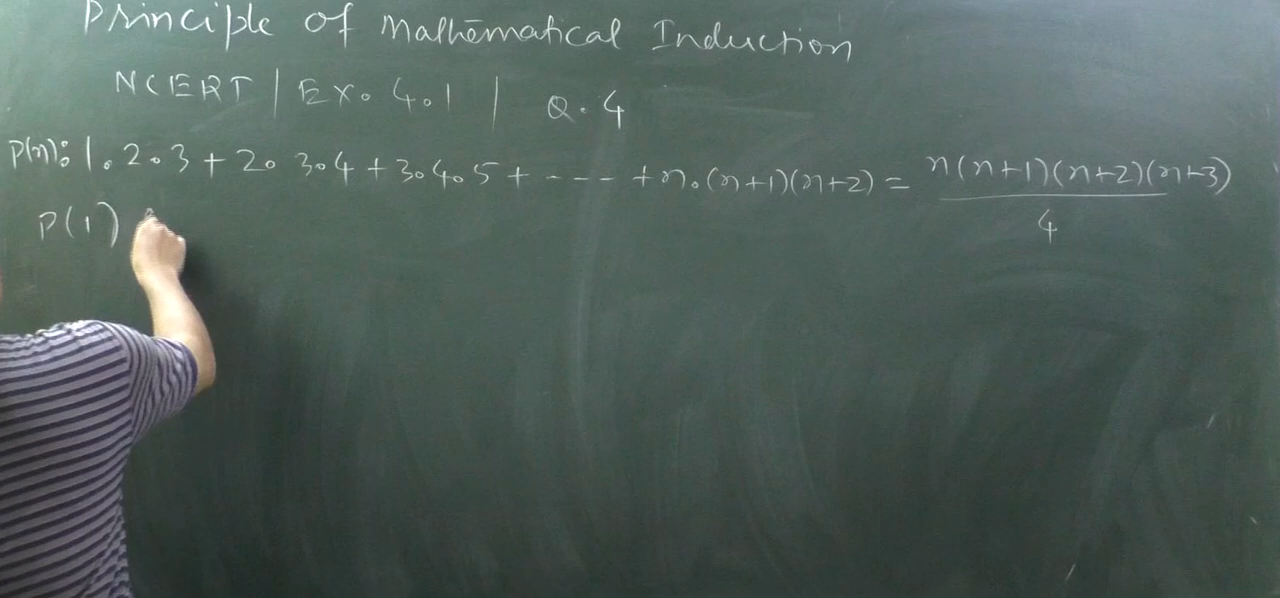 Principle of Mathematical Induction
NCERT | Ex. 4.1 | Q. 4
P(n): 1.2.3 + 2.3.4 + 3.4.5 + ---- + n.(n+1)(n+2) = n(n+1)(n+2)(n+3)
4
P(1)